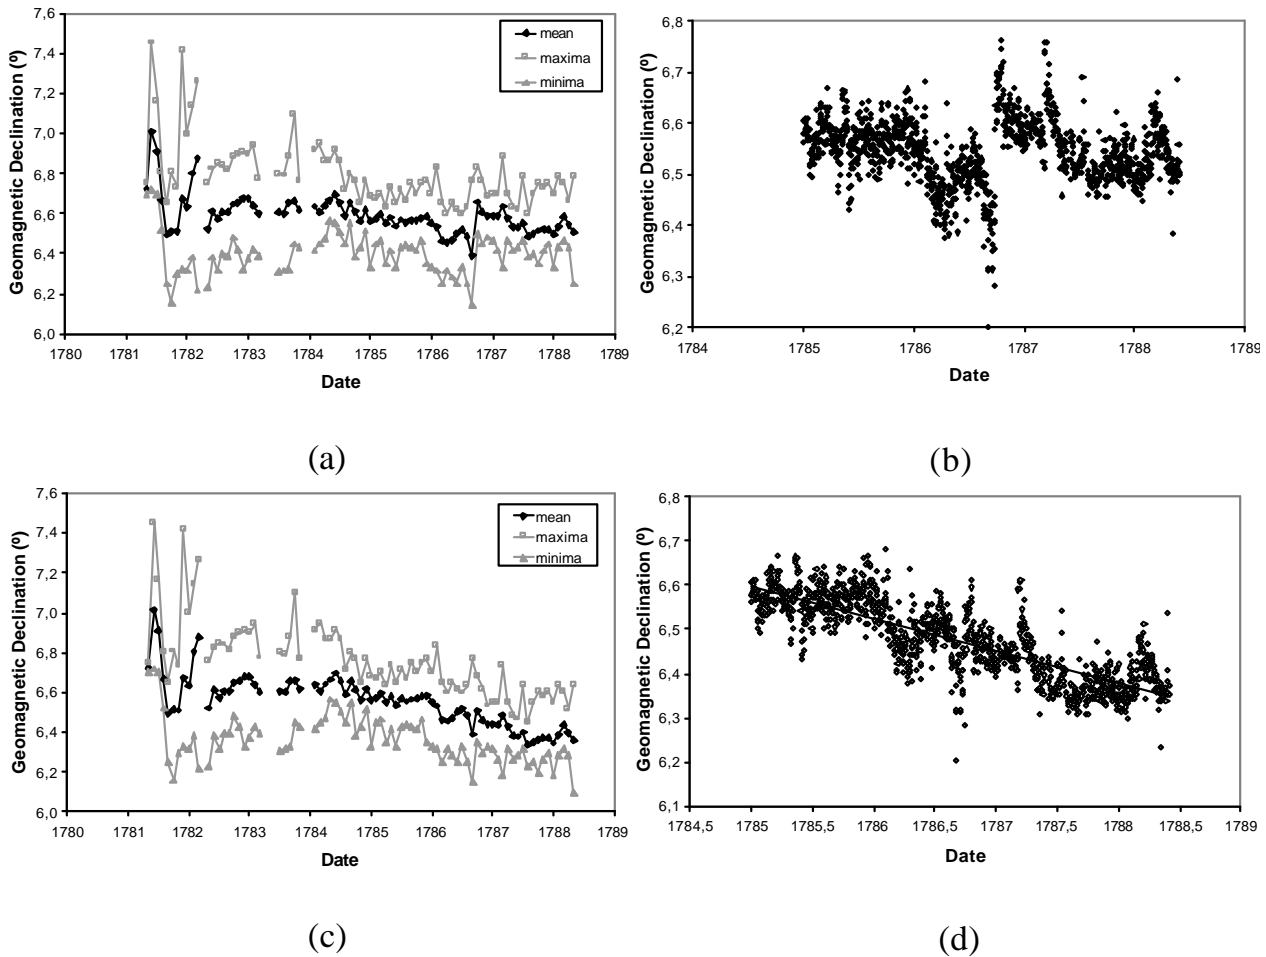 7,6
7,4
7,2
7,0
6,8
6,6
6,4
6,2
6,0
Geomagnetic Declination (º)
mean
maxima
minima
1780 1781 1782 1783 1784 1785 1786 1787 1788 1789
Date
(a)
6,8
6,7
6,6
6,5
6,4
6,3
6,2
Geomagnetic Declination (º)
1784 1785 1786 1787 1788 1789
Date
(b)
7,6
7,4
7,2
7,0
6,8
6,6
6,4
6,2
6,0
Geomagnetic Declination (º)
mean
maxima
minima
1780 1781 1782 1783 1784 1785 1786 1787 1788 1789
Date
(c)
6,8
6,7
6,6
6,5
6,4
6,3
6,2
6,1
Geomagnetic Declination (º)
1784,5 1785 1785,5 1786 1786,5 1787 1787,5 1788 1788,5 1789
Date
(d)